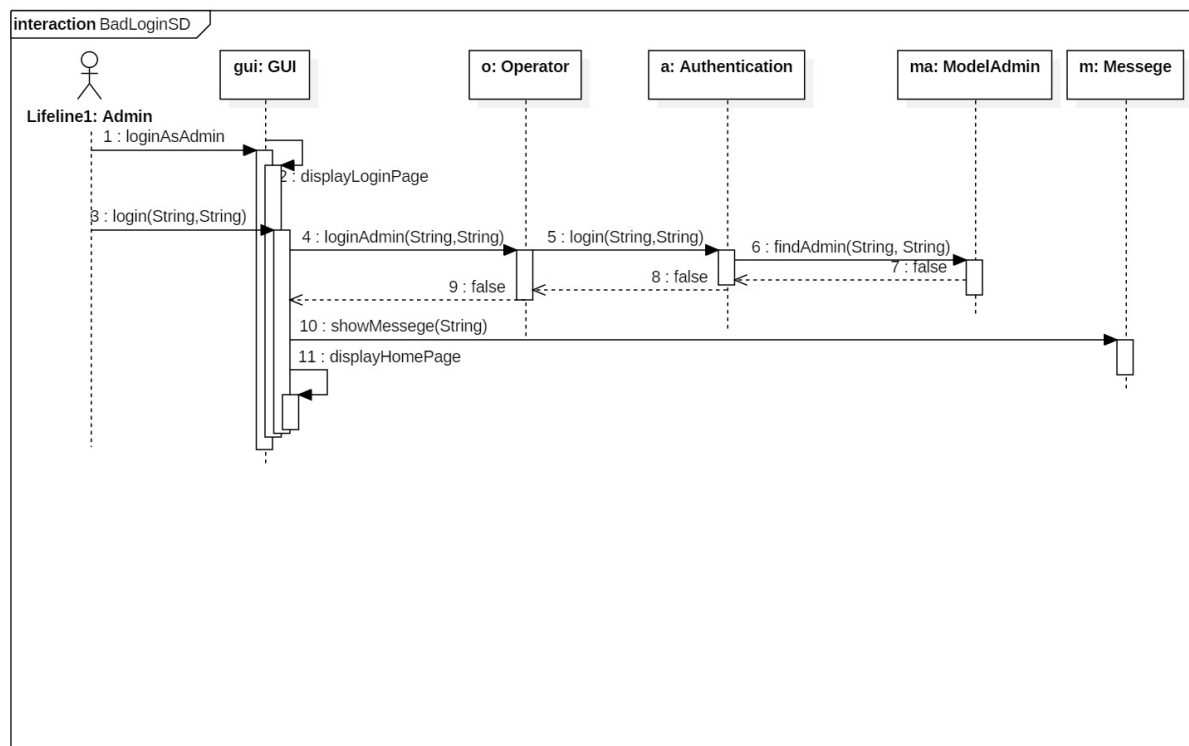 interaction BadLoginSD
gui: GUI
o: Operator
a: Authentication
ma: ModelAdmin
m: Messege
Lifeline1: Admin
1 : loginAsAdmin
2 : displayLoginPage
3 : login(String,String)
4 : loginAdmin(String,String)
5 : login(String,String)
6 : findAdmin(String, String)
7 : false
8 : false
9 : false
10 : showMessege(String)
11 : displayHomePage